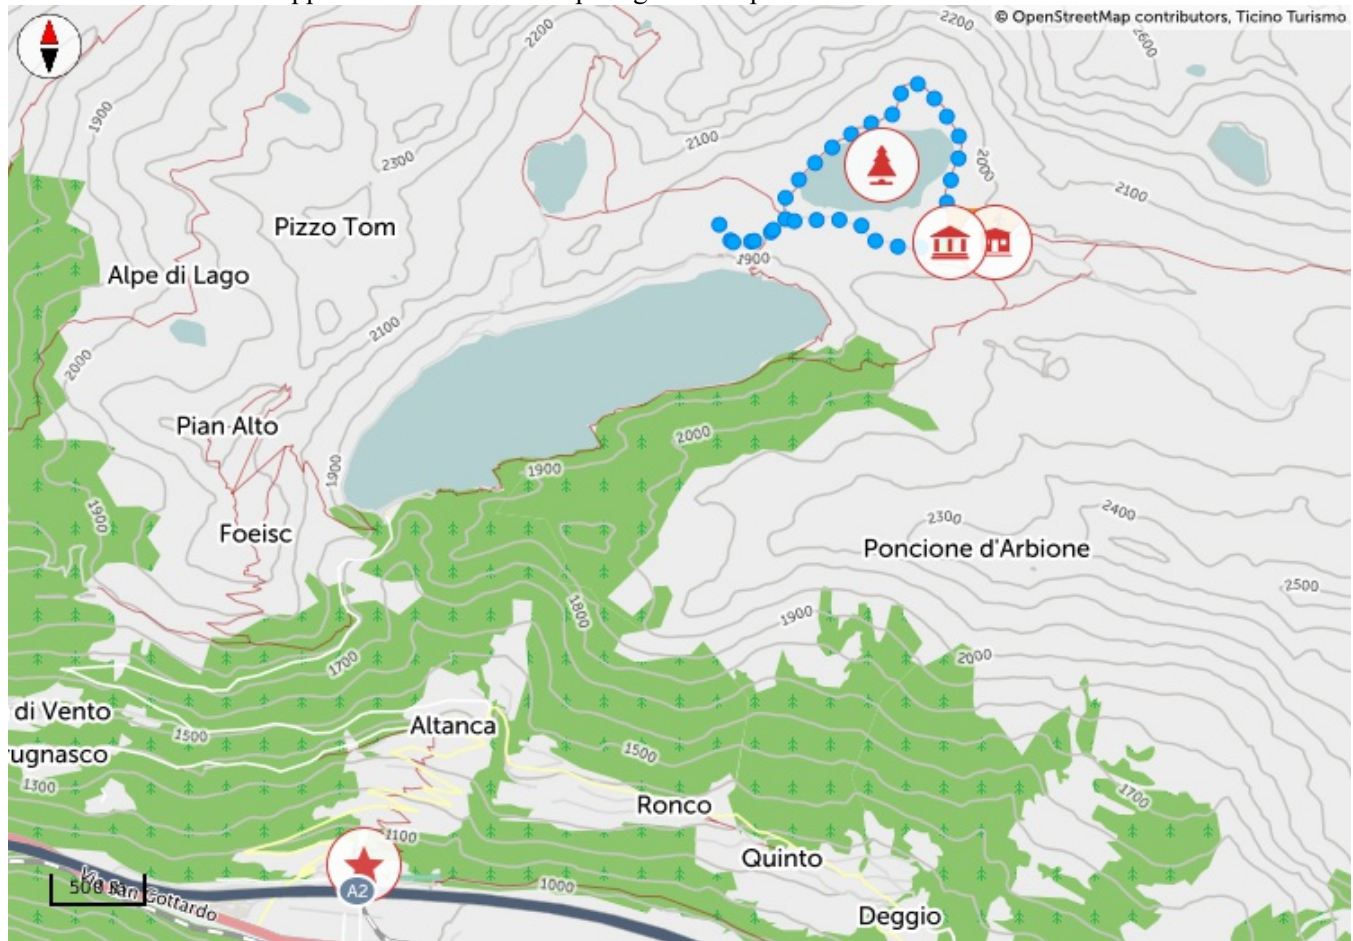 © OpenStreetMap contributors, Ticino Turismo
2200
2200
2600
1900
2100
2300
2000
2100
Pizzo Tom
Alpe di Lago
1900
2100
2000
Pian Alto
2000
1900
1900
1900
Foeisc
2300
2400
Poncione d'Arbione
2500
1800
1900
1700
2000
di Vento
Altanca
1500
1500
ugnasco
1300
1700
Ronco
1100
Quinto
1000
A2
500 m
Via San Gottardo
Deggio